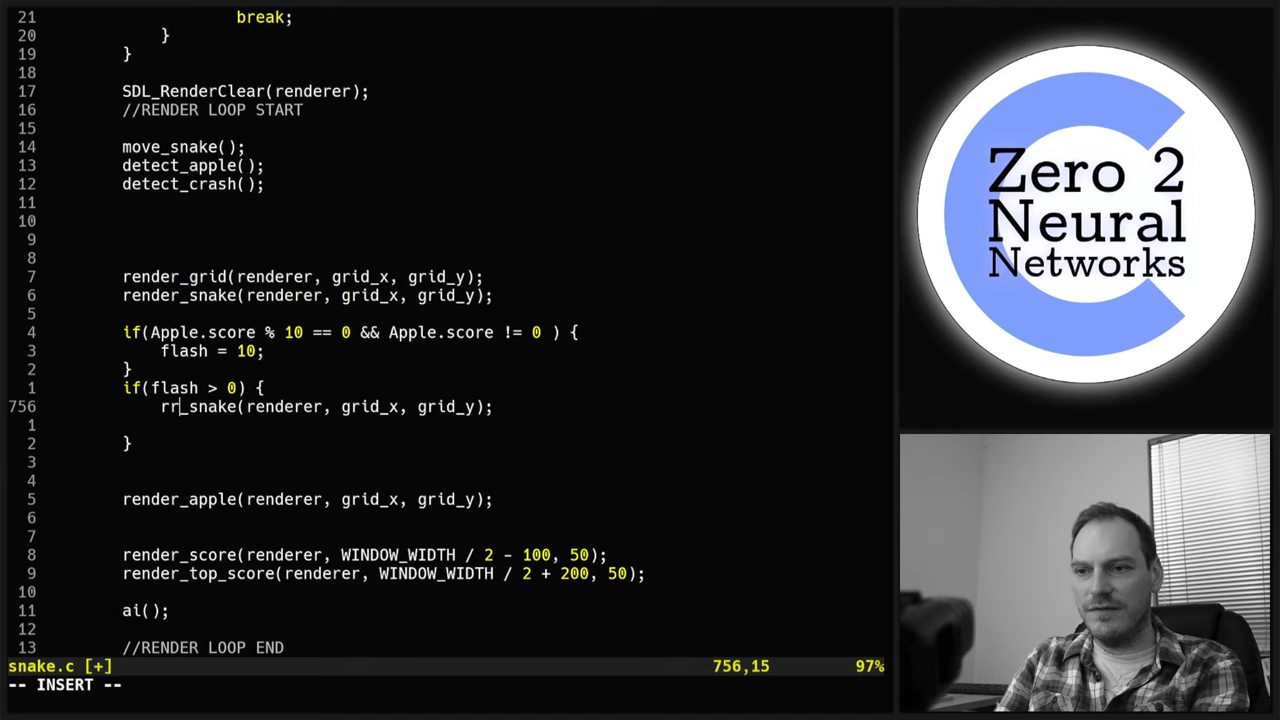 21 break;
20 }
19 }
18
17 SDL_RenderClear(renderer);
16 //RENDER LOOP START
15
14 move_snake();
13 detect_apple();
12 detect_crash();
11
10
9
8
7 render_grid(renderer, grid_x, grid_y);
6 render_snake(renderer, grid_x, grid_y);
5
4 if(Apple.score % 10 == 0 && Apple.score != 0 ) {
3 flash = 10;
2 }
1 if(flash > 0) {
756 rr_snake(renderer, grid_x, grid_y);
1
2 }
3
4
5 render_apple(renderer, grid_x, grid_y);
6
7
8 render_score(renderer, WINDOW_WIDTH / 2 - 100, 50);
9 render_top_score(renderer, WINDOW_WIDTH / 2 + 200, 50);
10
11 ai();
12
13 //RENDER LOOP END
snake.c [+] 756,15 97%
-- INSERT --
Zero 2
Neural
Networks